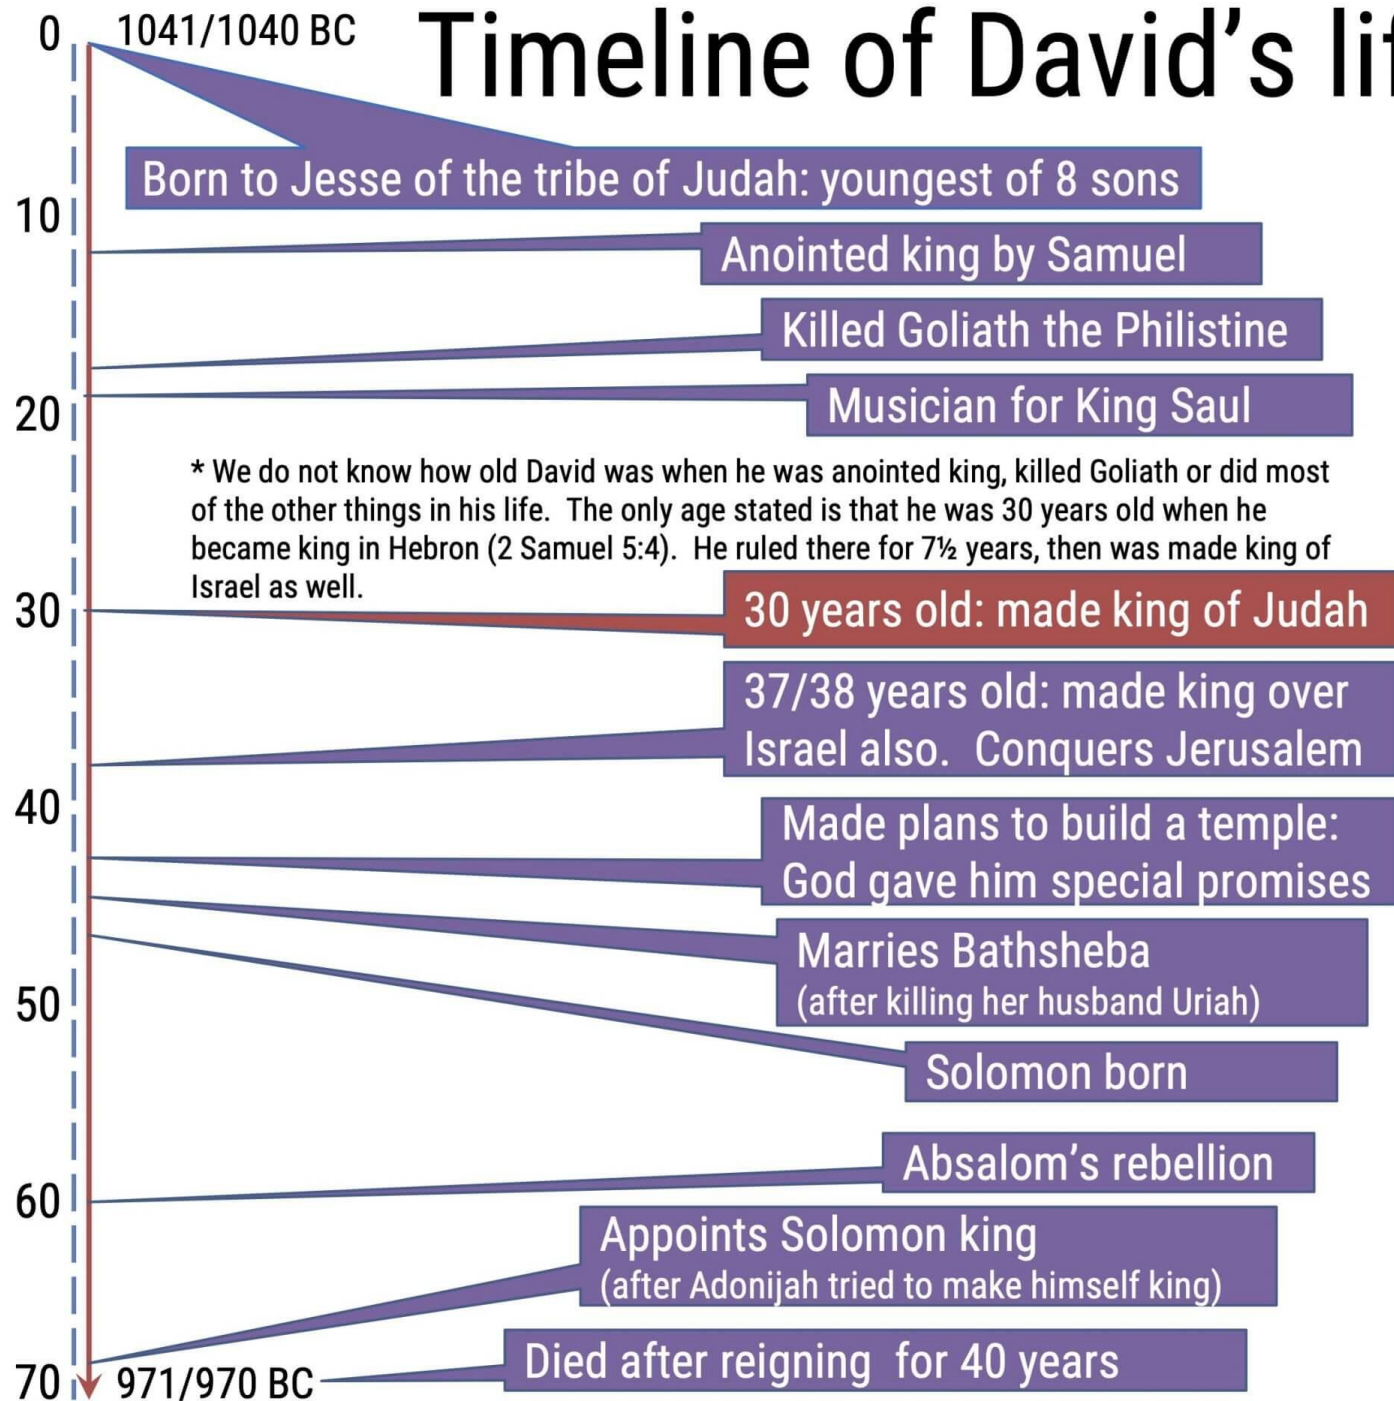 0
1041/1040 BC
Timeline of David's lif
Born to Jesse of the tribe of Judah: youngest of 8 sons
10
Anointed king by Samuel
Killed Goliath the Philistine
Musician for King Saul
20
* We do not know how old David was when he was anointed king, killed Goliath or did most
of the other things in his life. The only age stated is that he was 30 years old when he
became king in Hebron (2 Samuel 5:4). He ruled there for 7½ years, then was made king of
Israel as well.
30
30 years old: made king of Judah
37/38 years old: made king over
Israel also. Conquers Jerusalem
40
Made plans to build a temple:
God gave him special promises
Marries Bathsheba
(after killing her husband Uriah)
50
Solomon born
Absalom's rebellion
60
Appoints Solomon king
(after Adonijah tried to make himself king)
Died after reigning for 40 years
70
971/970 BC